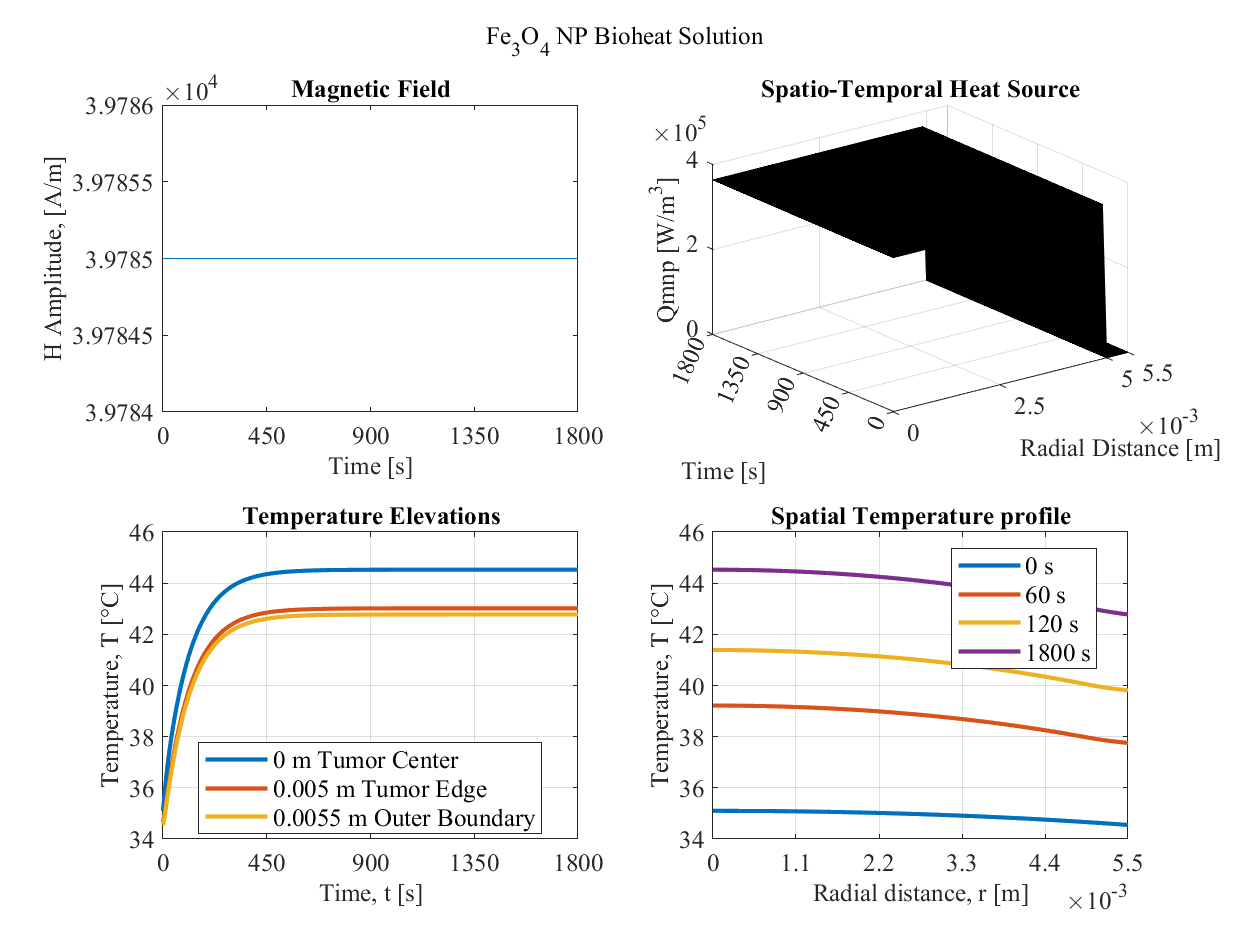 Fe3O4 NP Bioheat Solution
Magnetic Field
×10^4
3.9786
3.97855
3.9785
3.97845
3.9784
H Amplitude, [A/m]
0 450 900 1350 1800
Time [s]
Spatio-Temporal Heat Source
×10^5
4
2
0
Qmnp [W/m^3]
1800 1350 900 450 0
Time [s]
0 2.5 5 5.5
×10^-3
Radial Distance [m]
Temperature Elevations
46
44
42
40
38
36
34
Temperature, T [°C]
0 m Tumor Center
0.005 m Tumor Edge
0.0055 m Outer Boundary
0 450 900 1350 1800
Time, t [s]
Spatial Temperature profile
46
44
42
40
38
36
34
Temperature, T [°C]
0 s
60 s
120 s
1800 s
0 1.1 2.2 3.3 4.4 5.5
Radial distance, r [m]
×10^-3